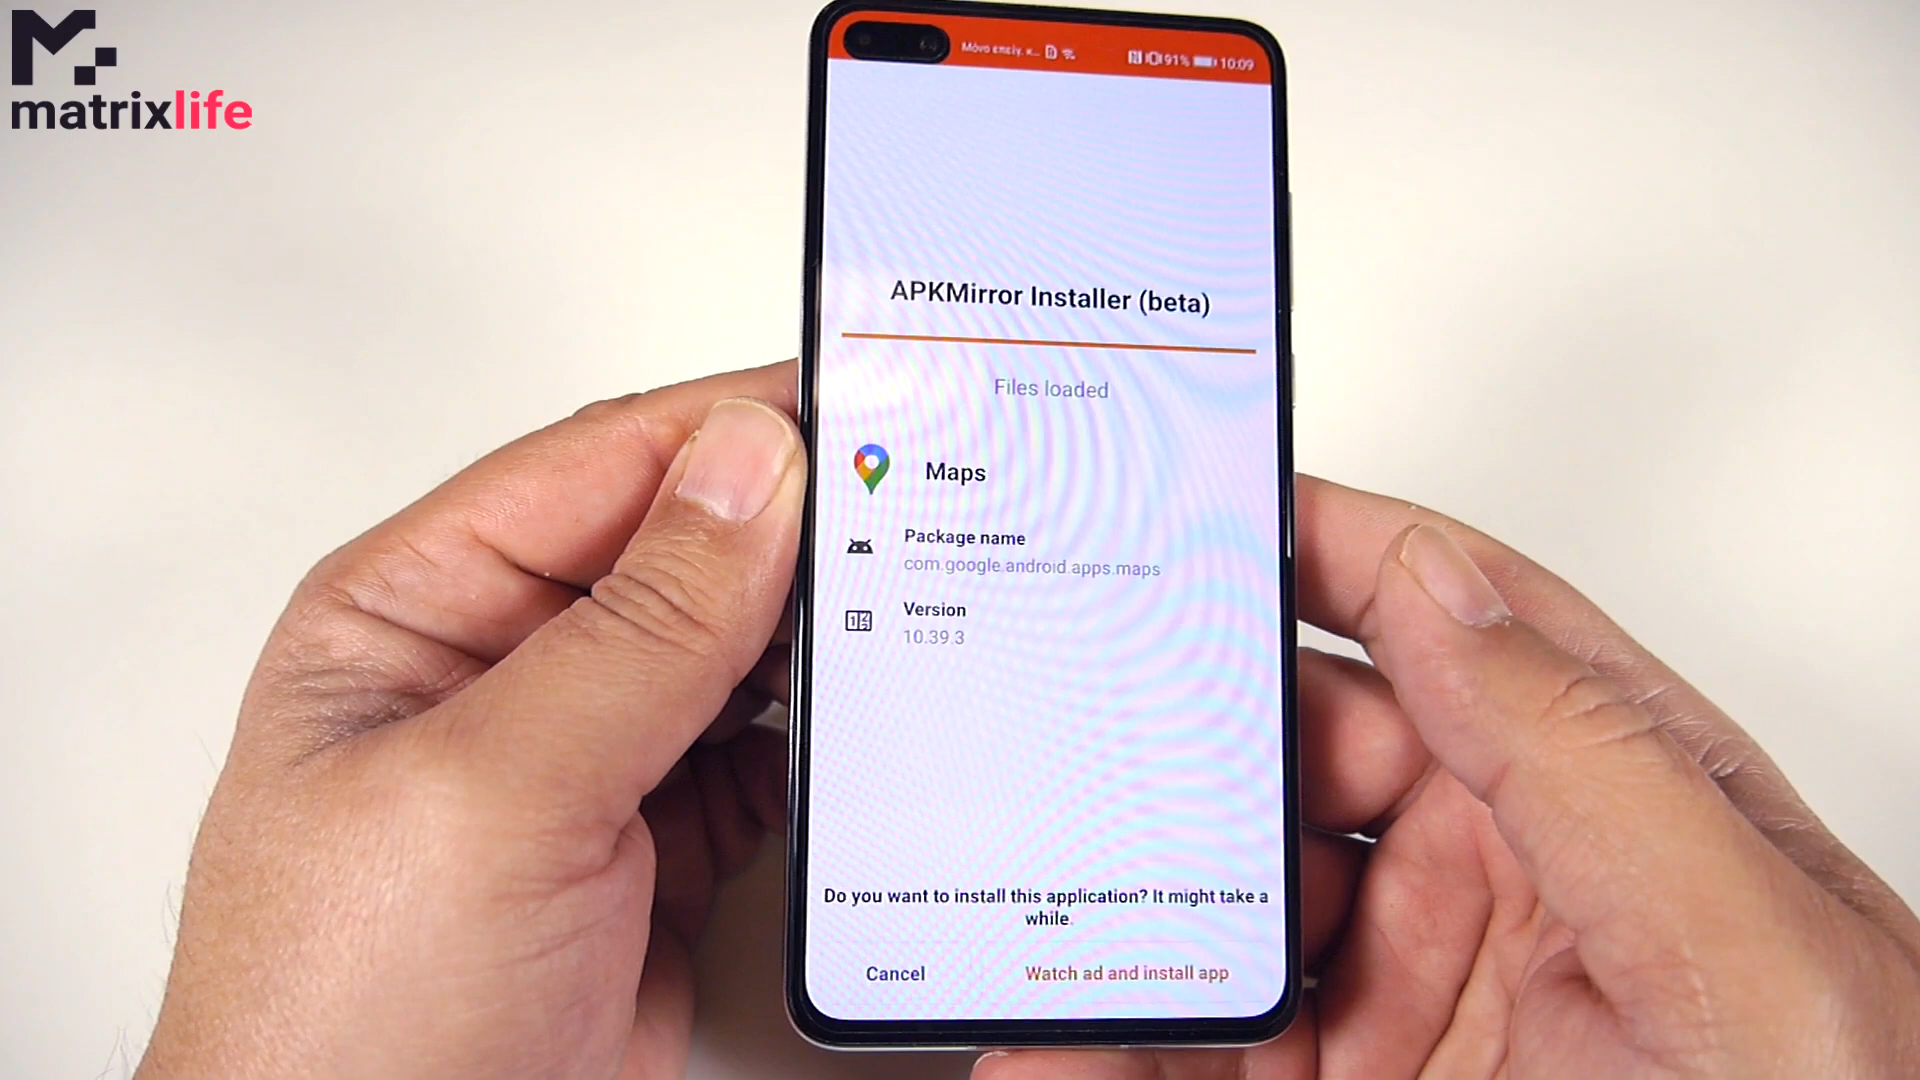 matrixlife
Μόνο επείγ. κ...
91% 10:09
APKMirror Installer (beta)
Files loaded
Maps
Package name
com.google.android.apps.maps
Version
10.39.3
Do you want to install this application? It might take a
while.
Cancel
Watch ad and install app